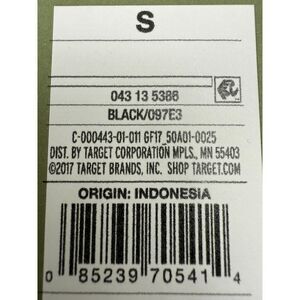 S
043 13 5386
BLACK/097E3
C-000443-01-011 GF17_50A01-0025
DIST. BY TARGET CORPORATION MPLS., MN 55403
©2017 TARGET BRANDS, INC. SHOP TARGET.COM
ORIGIN: INDONESIA
0 85239 70541 4